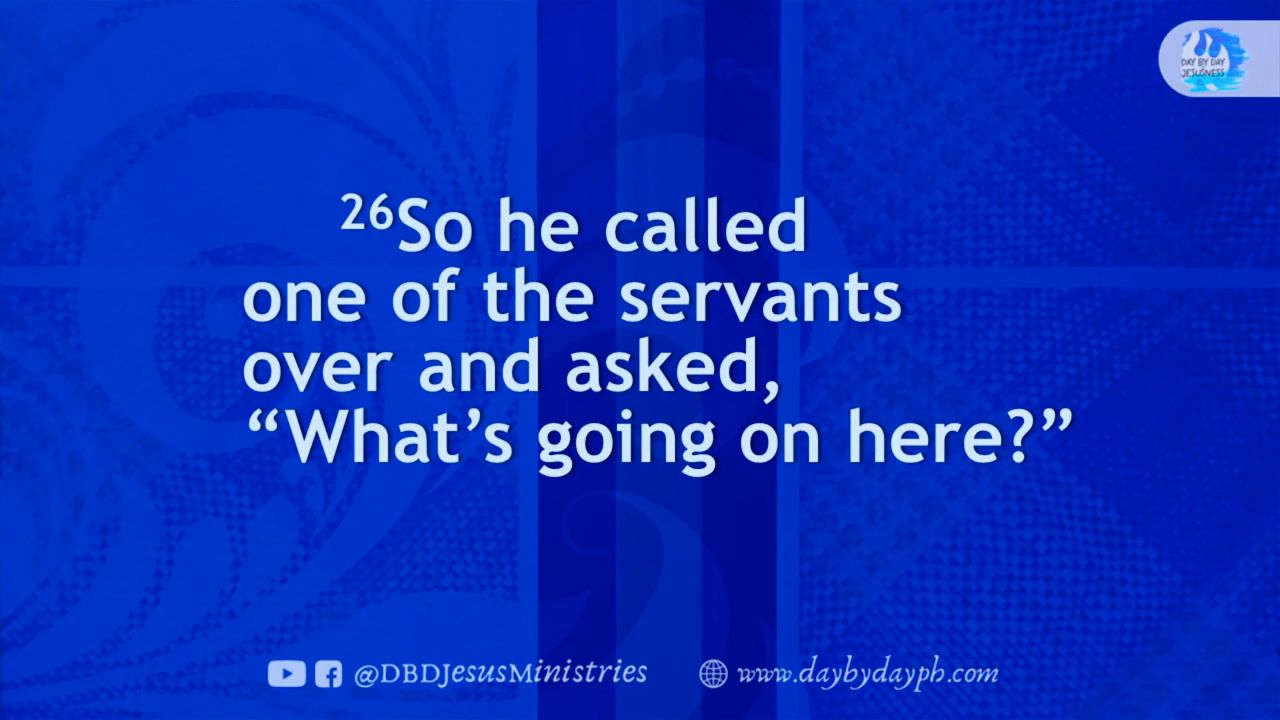 DAY BY DAY
JESUSNESS
26So he called
one of the servants
over and asked,
“What’s going on here?”
@DBDJesusMinistries
www.daybydayph.com